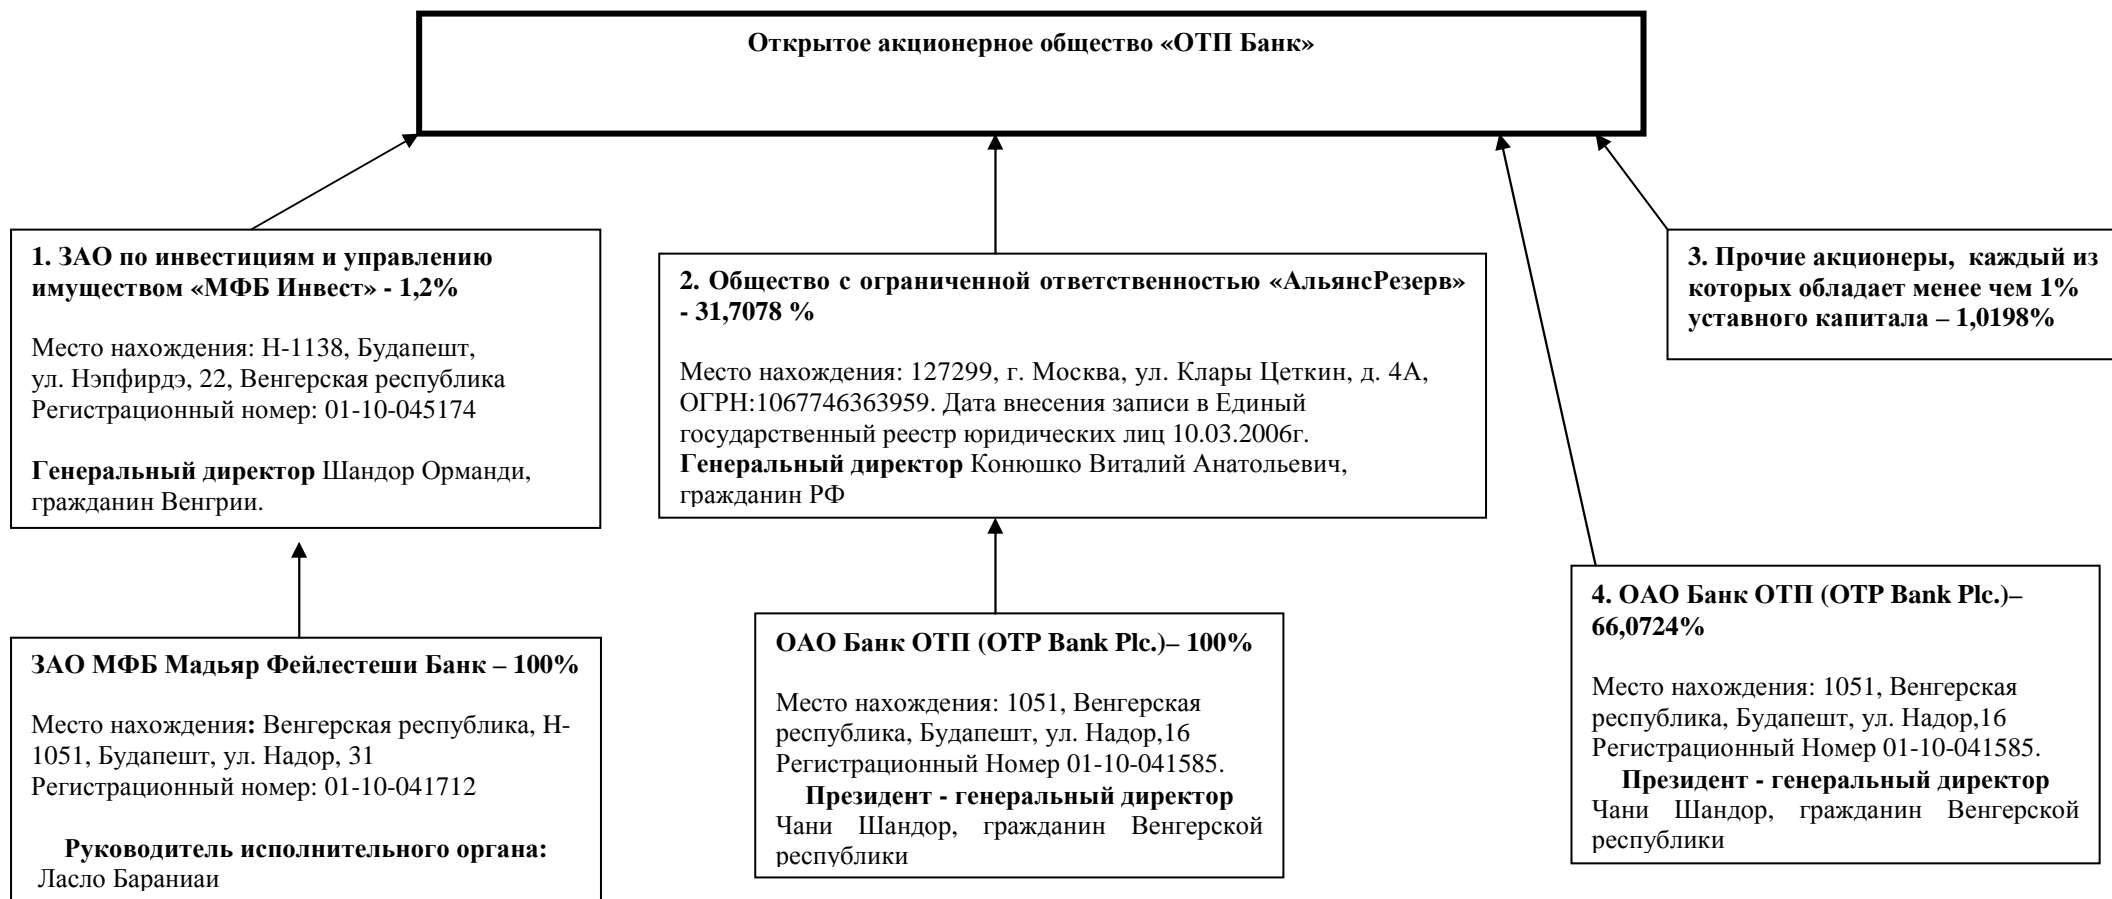 Открытое акционерное общество «ОТП Банк»
1. ЗАО по инвестициям и управлению
имуществом «МФБ Инвест» - 1,2%
Место нахождения: Н-1138, Будапешт,
ул. Нэпфирдэ, 22, Венгерская республика
Регистрационный номер: 01-10-045174
Генеральный директор Шандор Орманди,
гражданин Венгрии.
2. Общество с ограниченной ответственностью «АльянсРезерв»
- 31,7078 %
Место нахождения: 127299, г. Москва, ул. Клары Цеткин, д. 4А,
ОГРН:1067746363959. Дата внесения записи в Единый
государственный реестр юридических лиц 10.03.2006г.
Генеральный директор Конюшко Виталий Анатольевич,
гражданин РФ
3. Прочие акционеры, каждый из
которых обладает менее чем 1%
уставного капитала – 1,0198%
ЗАО МФБ Мадьяр Фейлестеши Банк – 100%
Место нахождения: Венгерская республика, Н-
1051, Будапешт, ул. Надор, 31
Регистрационный номер: 01-10-041712
Руководитель исполнительного органа:
Ласло Бараниаи
ОАО Банк ОТП (OTP Bank Plc.)– 100%
Место нахождения: 1051, Венгерская
республика, Будапешт, ул. Надор,16
Регистрационный Номер 01-10-041585.
Президент - генеральный директор
Чани Шандор, гражданин Венгерской
республики
4. ОАО Банк ОТП (OTP Bank Plc.)–
66,0724%
Место нахождения: 1051, Венгерская
республика, Будапешт, ул. Надор,16
Регистрационный Номер 01-10-041585.
Президент - генеральный директор
Чани Шандор, гражданин Венгерской
республики